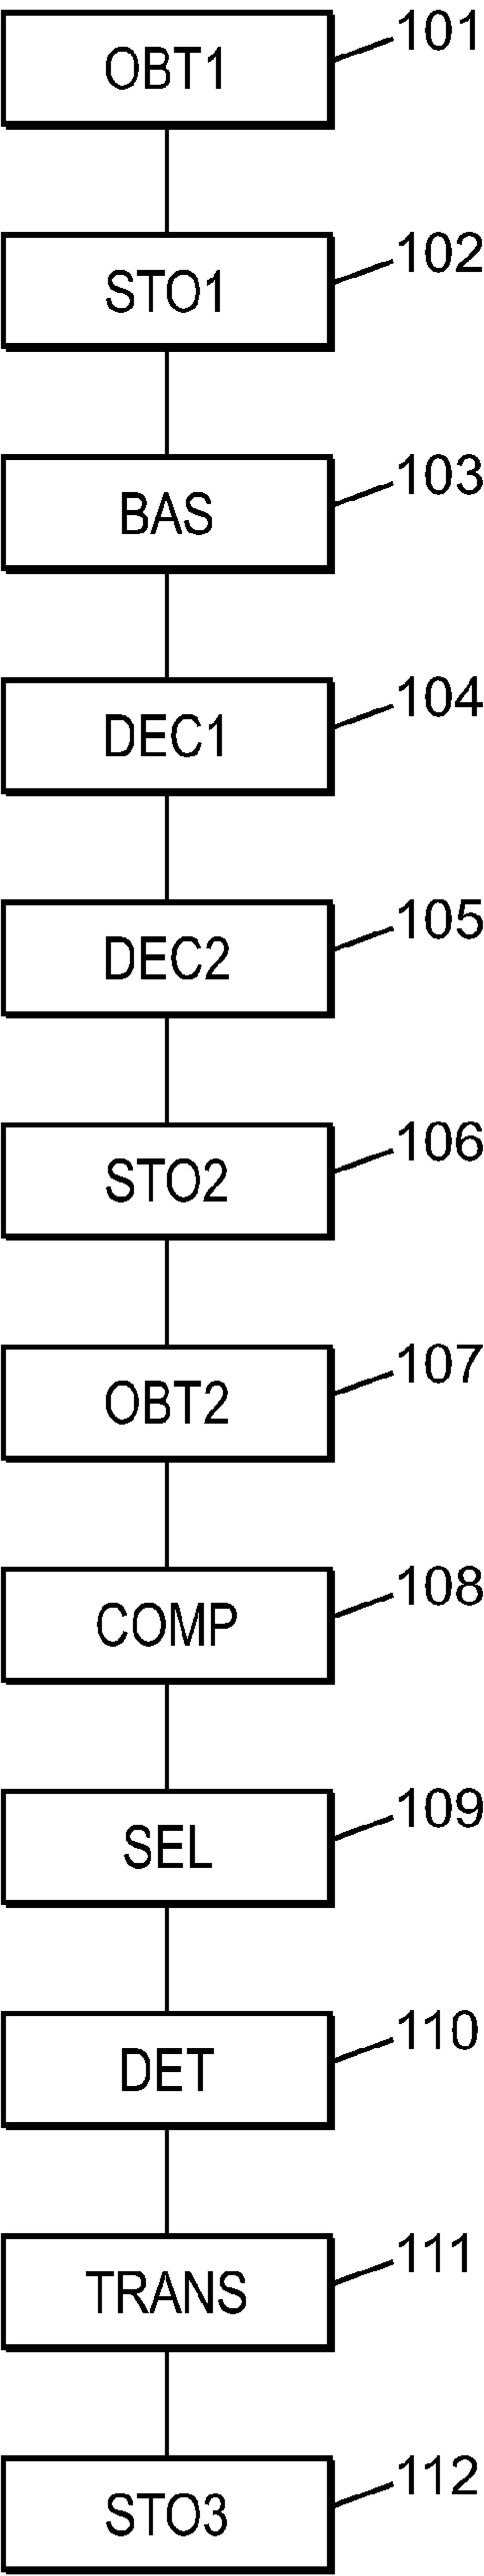 101
OBT1
102
STO1
103
BAS
104
DEC1
105
DEC2
106
STO2
107
OBT2
108
COMP
109
SEL
110
DET
111
TRANS
112
STO3